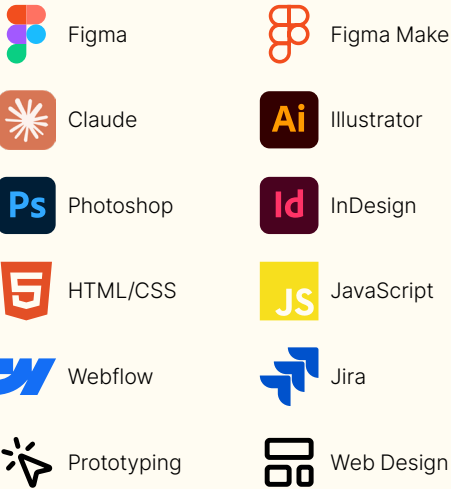 Figma
Figma Make
Claude
Ai
Illustrator
Ps
Photoshop
Id
InDesign
5
HTML/CSS
JS
JavaScript
Webflow
Jira
Prototyping
Web Design